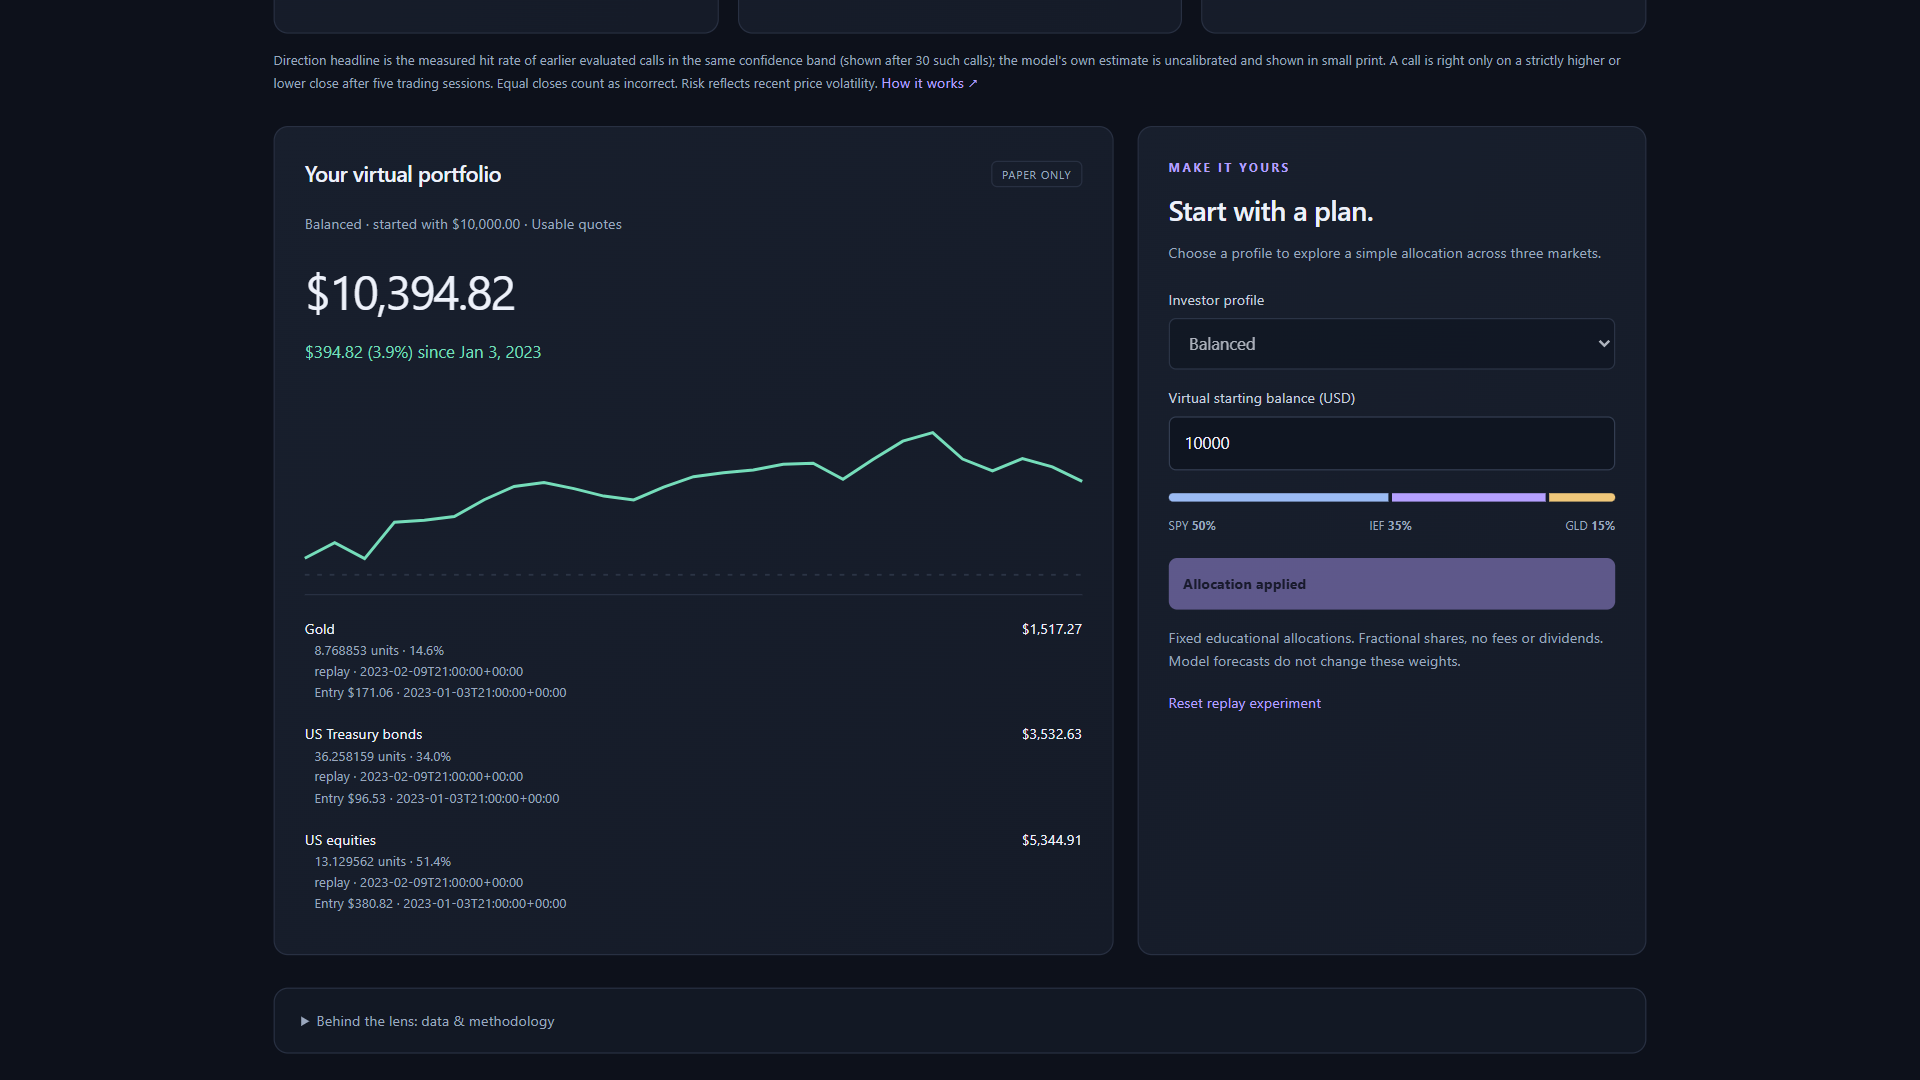 Direction headline is the measured hit rate of earlier evaluated calls in the same confidence band (shown after 30 such calls); the model's own estimate is uncalibrated and shown in small print. A call is right only on a strictly higher or
lower close after five trading sessions. Equal closes count as incorrect. Risk reflects recent price volatility. How it works ↗
Your virtual portfolio
PAPER ONLY
Balanced · started with $10,000.00 · Usable quotes
$10,394.82
$394.82 (3.9%) since Jan 3, 2023
Gold
$1,517.27
8.768853 units · 14.6%
replay · 2023-02-09T21:00:00+00:00
Entry $171.06 · 2023-01-03T21:00:00+00:00
US Treasury bonds
$3,532.63
36.258159 units · 34.0%
replay · 2023-02-09T21:00:00+00:00
Entry $96.53 · 2023-01-03T21:00:00+00:00
US equities
$5,344.91
13.129562 units · 51.4%
replay · 2023-02-09T21:00:00+00:00
Entry $380.82 · 2023-01-03T21:00:00+00:00
MAKE IT YOURS
Start with a plan.
Choose a profile to explore a simple allocation across three markets.
Investor profile
Balanced
Virtual starting balance (USD)
10000
SPY 50%
IEF 35%
GLD 15%
Allocation applied
Fixed educational allocations. Fractional shares, no fees or dividends.
Model forecasts do not change these weights.
Reset replay experiment
Behind the lens: data & methodology